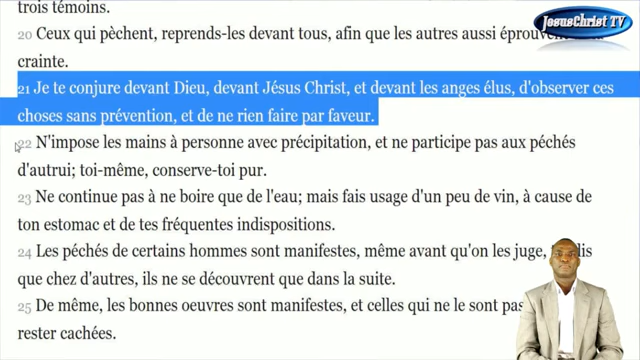 trois témoins.
JesusChrist TV
20 Ceux qui pèchent, reprends-les devant tous, afin que les autres aussi éprouvent
crainte.
21 Je te conjure devant Dieu, devant Jésus Christ, et devant les anges élus, d'observer ces
choses sans prévention, et de ne rien faire par faveur.
22 N'impose les mains à personne avec précipitation, et ne participe pas aux péchés
d'autrui; toi-même, conserve-toi pur.
23 Ne continue pas à ne boire que de l'eau; mais fais usage d'un peu de vin, à cause de
ton estomac et de tes fréquentes indispositions.
24 Les péchés de certains hommes sont manifestes, même avant qu'on les juge,
que chez d'autres, ils ne se découvrent que dans la suite.
25 De même, les bonnes oeuvres sont manifestes, et celles qui ne le sont pas
rester cachées.